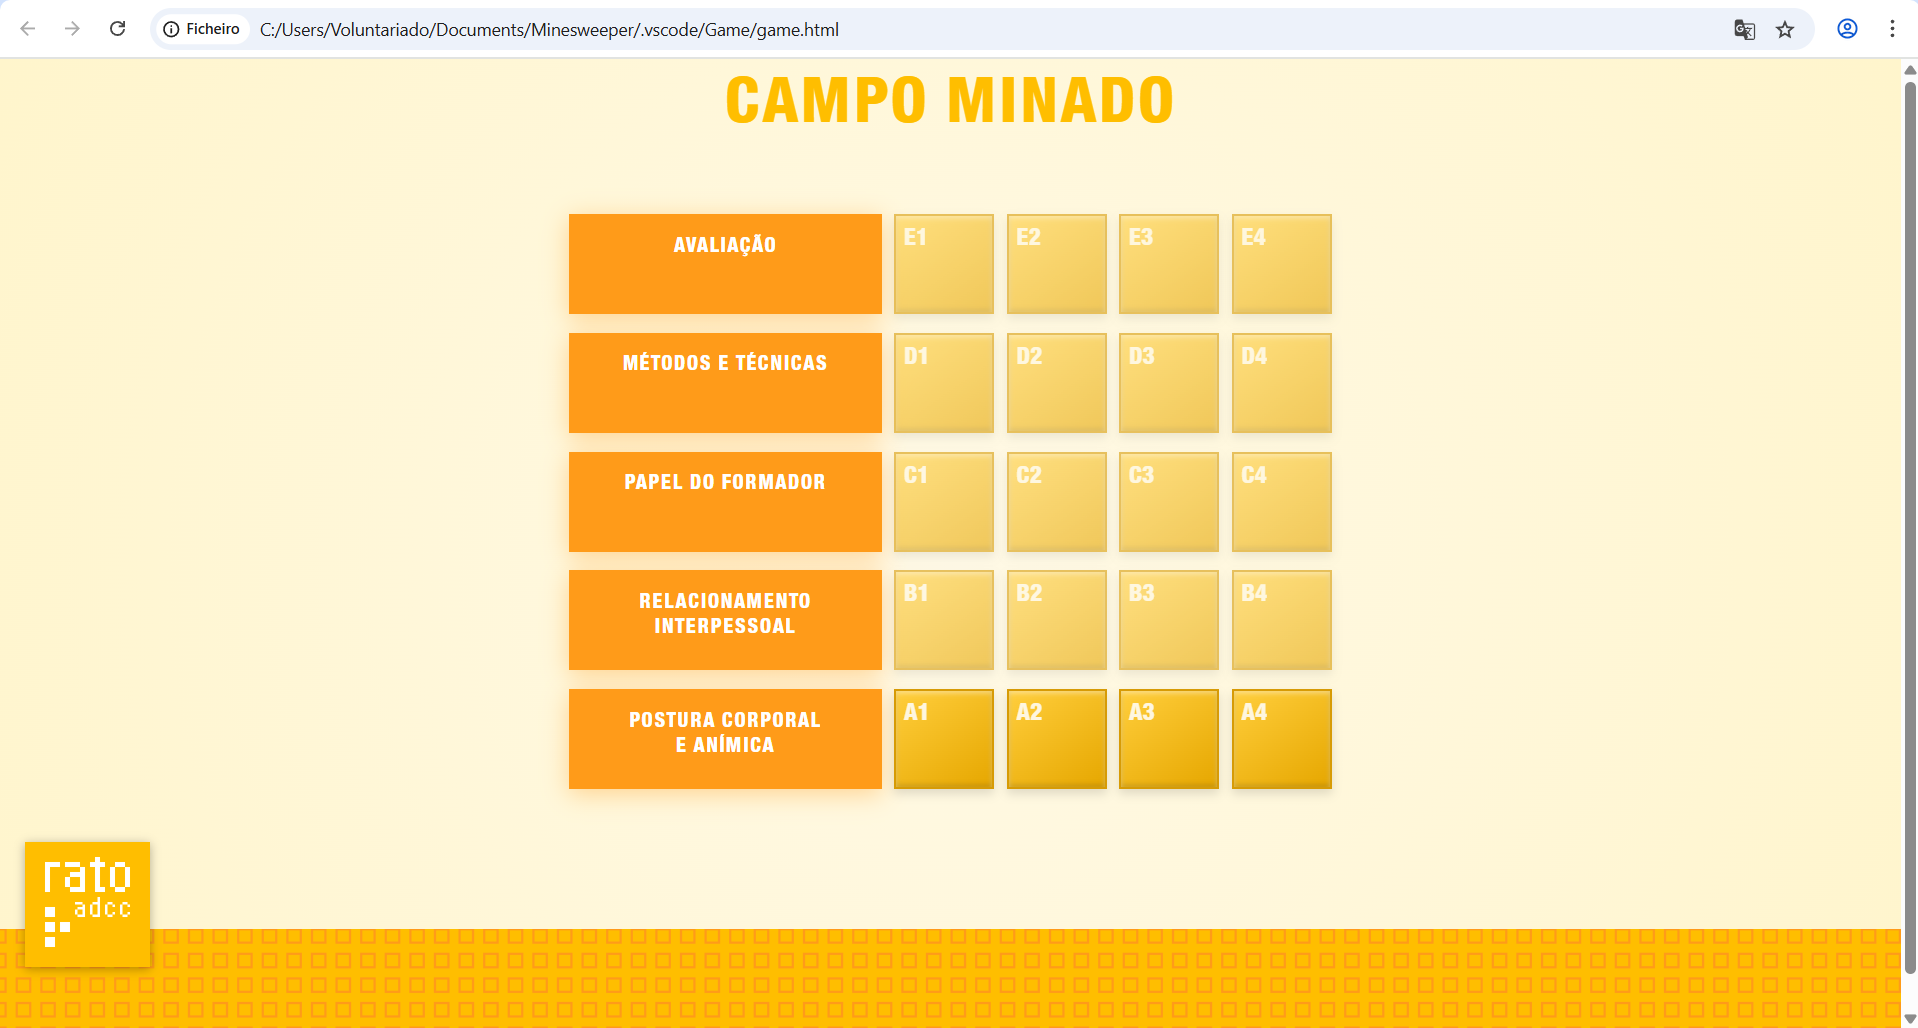 Ficheiro C:/Users/Voluntariado/Documents/Minesweeper/.vscode/Game/game.html
CAMPO MINADO
AVALIAÇÃO E1 E2 E3 E4
MÉTODOS E TÉCNICAS D1 D2 D3 D4
PAPEL DO FORMADOR C1 C2 C3 C4
RELACIONAMENTO
INTERPESSOAL B1 B2 B3 B4
POSTURA CORPORAL
E ANÍMICA A1 A2 A3 A4
rato
adcc